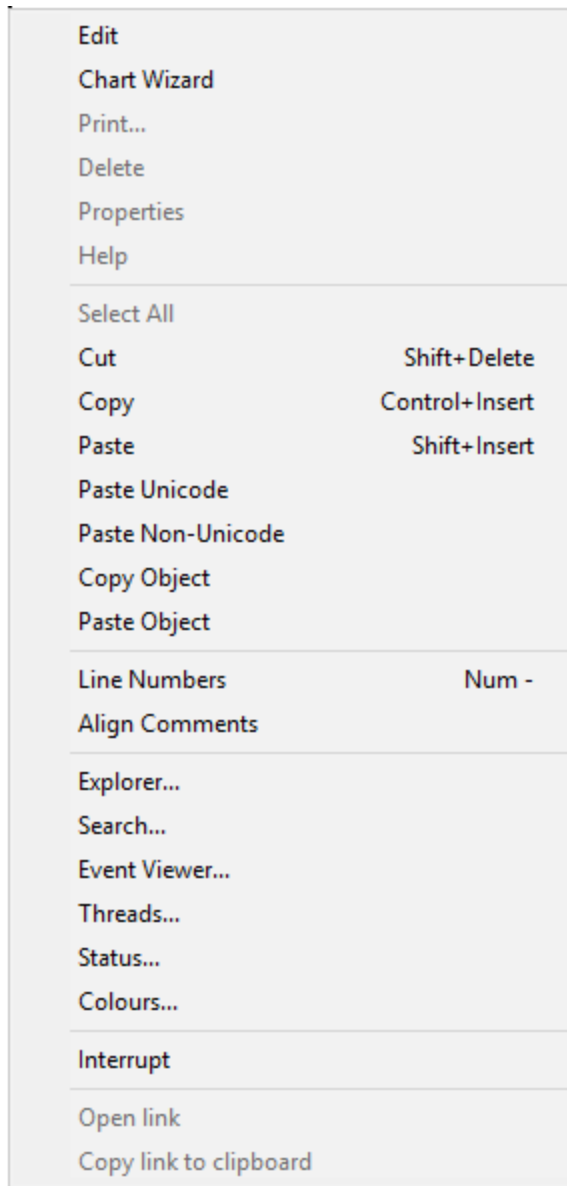 Edit
Chart Wizard
Print...
Delete
Properties
Help
Select All
Cut Shift+Delete
Copy Control+Insert
Paste Shift+Insert
Paste Unicode
Paste Non-Unicode
Copy Object
Paste Object
Line Numbers Num -
Align Comments
Explorer...
Search...
Event Viewer...
Threads...
Status...
Colours...
Interrupt
Open link
Copy link to clipboard